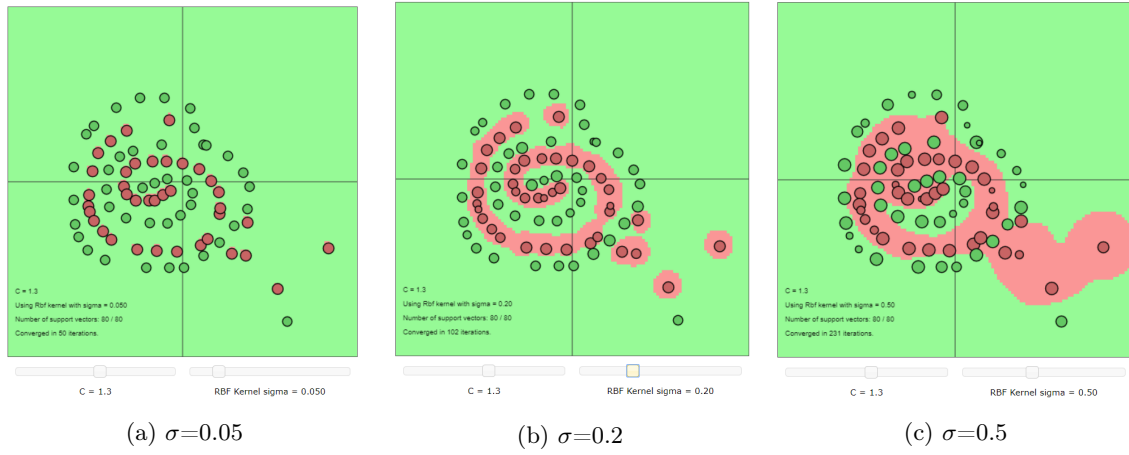 C = 1.3
Using Rbf kernel with sigma = 0.050
Number of support vectors: 80 / 80
Converged in 50 iterations.
C = 1.3
RBF Kernel sigma = 0.050
(a) σ=0.05
C = 1.3
Using Rbf kernel with sigma = 0.20
Number of support vectors: 80 / 80
Converged in 102 iterations.
C = 1.3
RBF Kernel sigma = 0.20
(b) σ=0.2
C = 1.3
Using Rbf kernel with sigma = 0.50
Number of support vectors: 80 / 80
Converged in 231 iterations.
C = 1.3
RBF Kernel sigma = 0.50
(c) σ=0.5